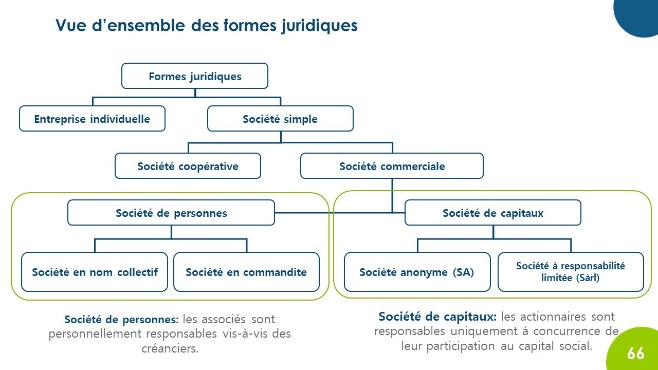 Vue d’ensemble des formes juridiques
Formes juridiques
Entreprise individuelle
Société simple
Société coopérative
Société commerciale
Société de personnes
Société de capitaux
Société en nom collectif
Société en commandite
Société anonyme (SA)
Société à responsabilité
limitée (Sàrl)
Société de personnes: les associés sont
personnellement responsables vis-à-vis des
créanciers.
Société de capitaux: les actionnaires sont
responsables uniquement à concurrence de
leur participation au capital social.
66